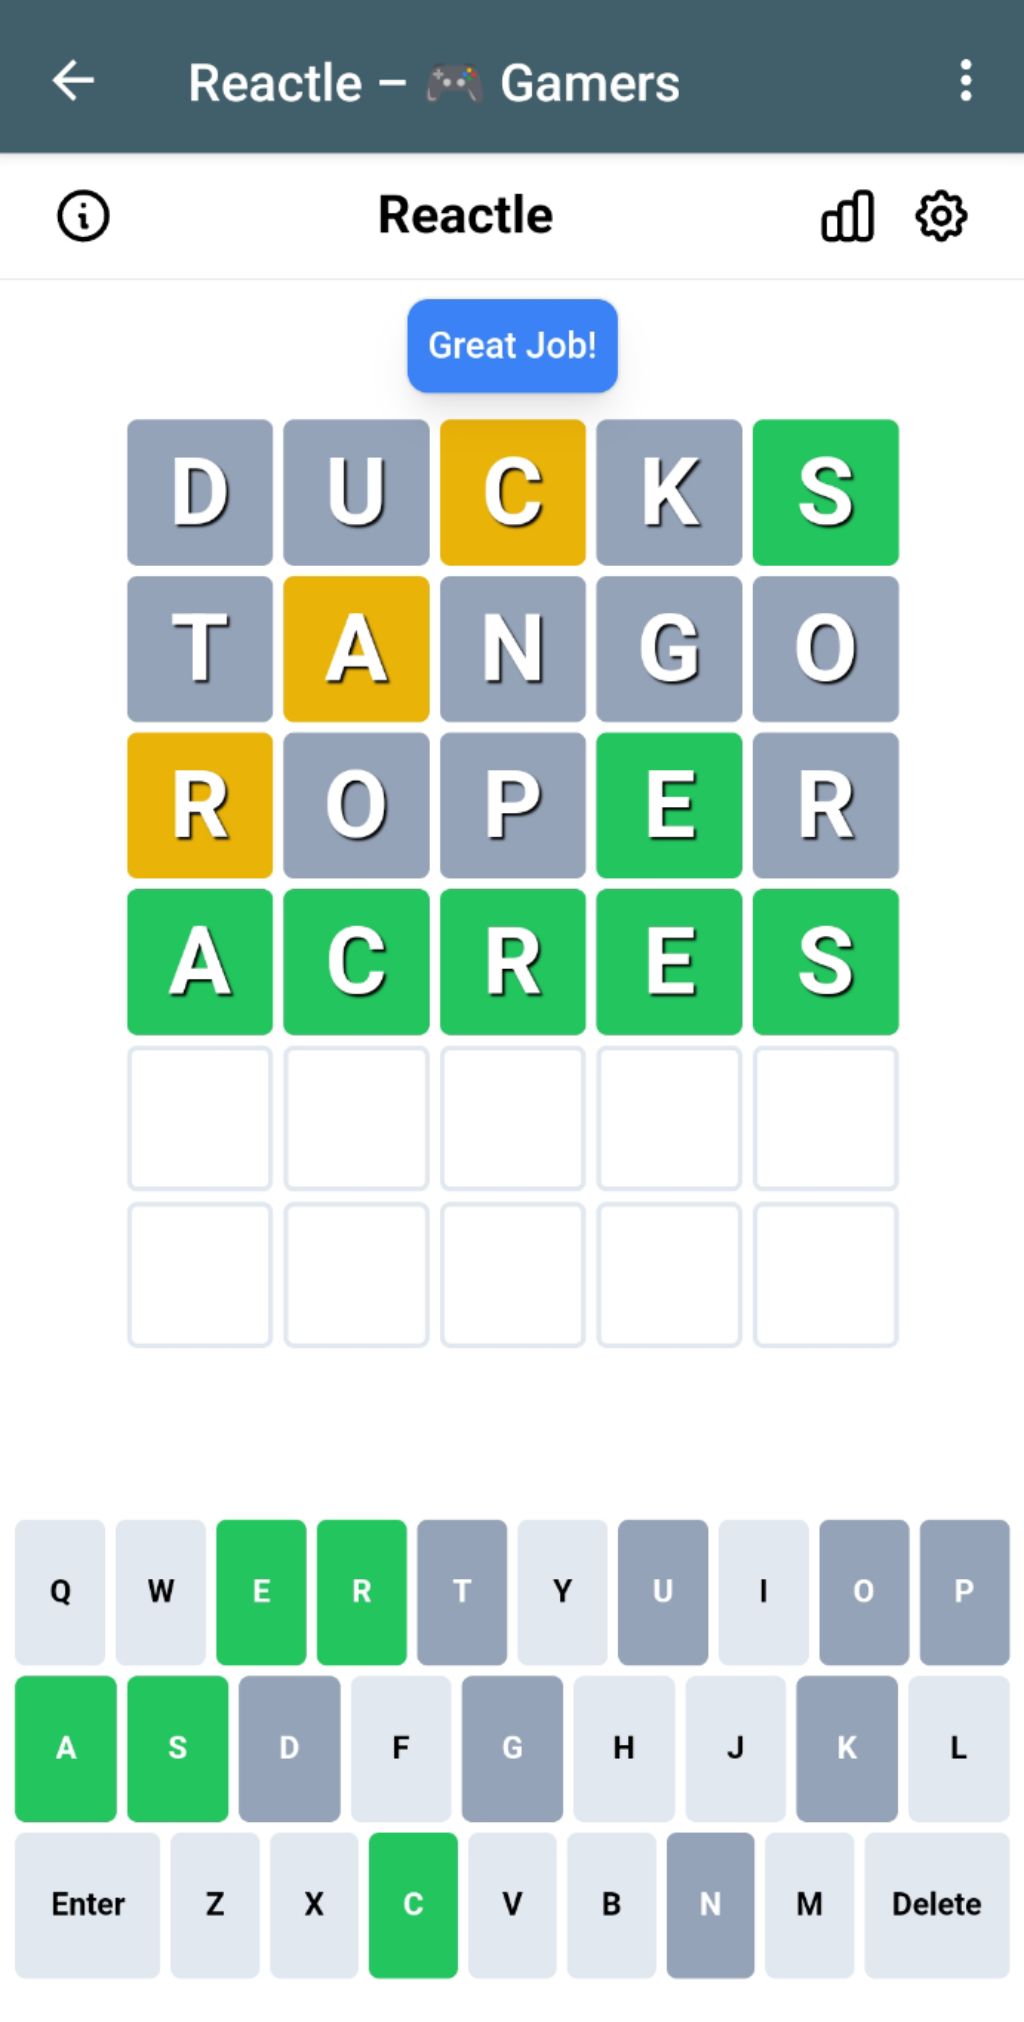 Reactle – 🎮 Gamers
Reactle
Great Job!
D U C K S
T A N G O
R O P E R
A C R E S
Q W E R T Y U I O P
A S D F G H J K L
Enter Z X C V B N M Delete